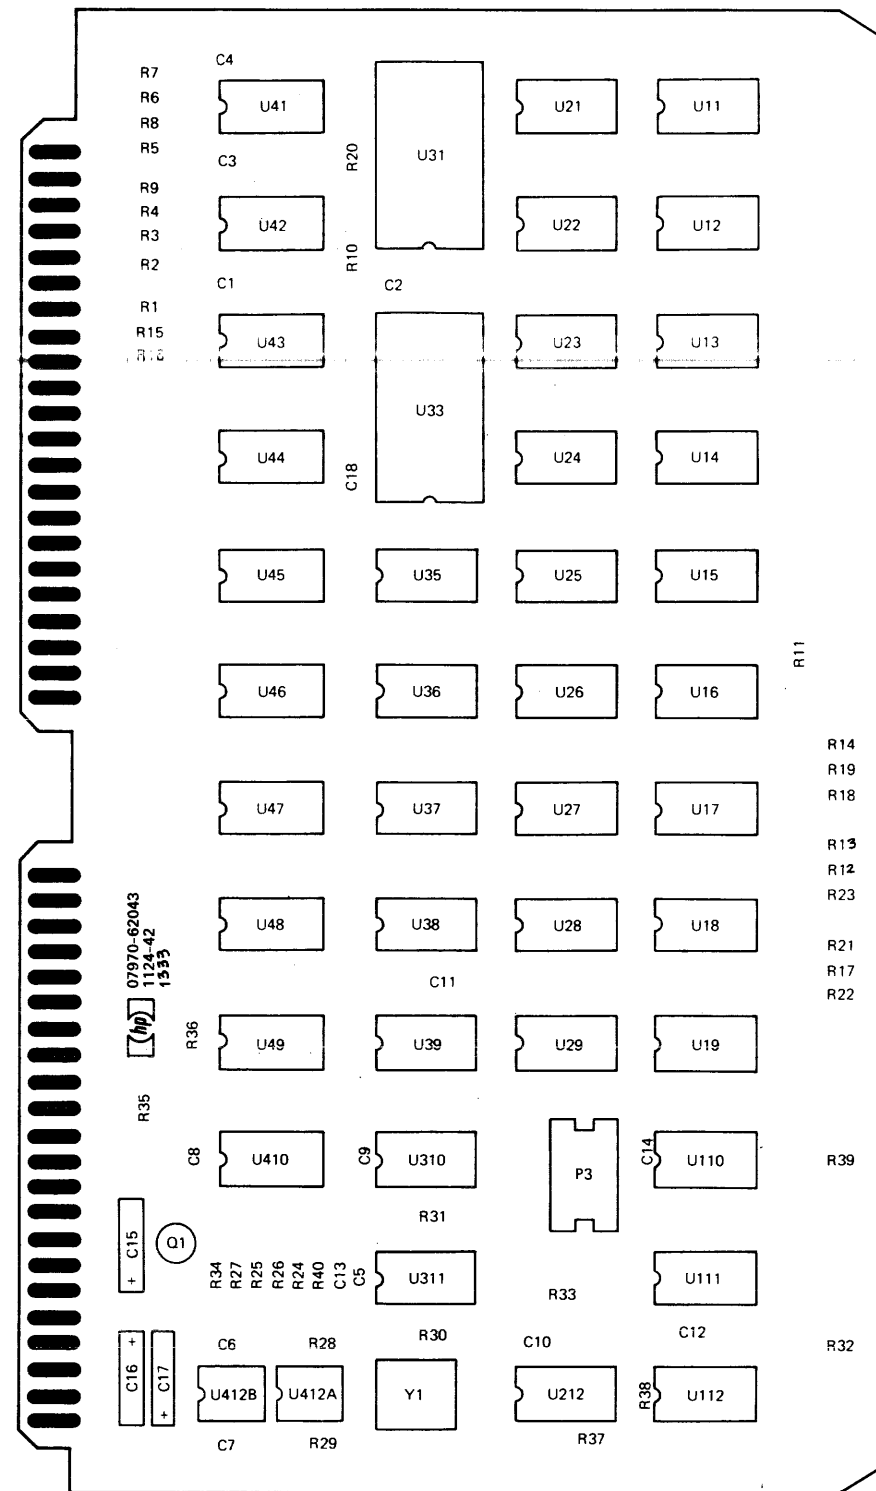 C4
R7
R6
U41
U21
U11
R8
R5
R20
U31
C3
R9
R4
U42
U22
U12
R3
R10
R2
C1
C2
R1
R15
U43
U23
U13
R16
U33
U44
C18
U24
U14
U45
U35
U25
U15
R11
U46
U36
U26
U16
R14
R19
R18
U47
U37
U27
U17
R13
R12
R23
07970-62043
1124-42
1333
U48
U38
U28
U18
R21
R17
C11
R22
hp
R36
U49
U39
U29
U19
R35
C8
U410
C9
U310
P3
C14
U110
R39
R31
C15
Q1
+
R34
R27
R25
R26
R24
R40
C13
C5
U311
R33
U111
C6
R28
R30
C10
C12
R32
+
C16
C17
+
U412B
U412A
Y1
U212
R38
U112
C7
R29
R37